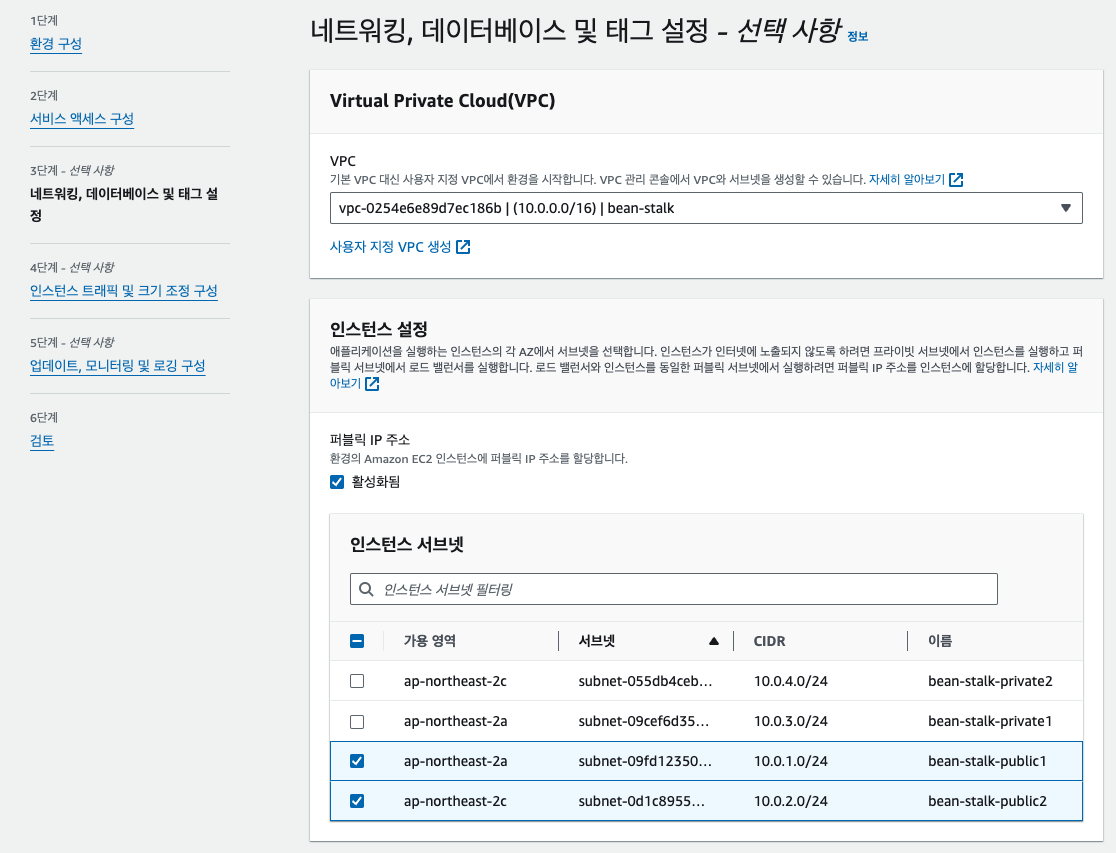 1단계
환경 구성
2단계
서비스 액세스 구성
3단계 - 선택 사항
네트워킹, 데이터베이스 및 태그 설
정
4단계 - 선택 사항
인스턴스 트래픽 및 크기 조정 구성
5단계 - 선택 사항
업데이트, 모니터링 및 로깅 구성
6단계
검토
네트워킹, 데이터베이스 및 태그 설정 - 선택 사항 정보
Virtual Private Cloud(VPC)
VPC
기본 VPC 대신 사용자 지정 VPC에서 환경을 시작합니다. VPC 관리 콘솔에서 VPC와 서브넷을 생성할 수 있습니다. 자세히 알아보기
vpc-0254e6e89d7ec186b | (10.0.0.0/16) | bean-stalk
사용자 지정 VPC 생성
인스턴스 설정
애플리케이션을 실행하는 인스턴스의 각 AZ에서 서브넷을 선택합니다. 인스턴스가 인터넷에 노출되지 않도록 하려면 프라이빗 서브넷에서 인스턴스를 실행하고 퍼
블릭 서브넷에서 로드 밸런서를 실행합니다. 로드 밸런서와 인스턴스를 동일한 퍼블릭 서브넷에서 실행하려면 퍼블릭 IP 주소를 인스턴스에 할당합니다. 자세히 알
아보기
퍼블릭 IP 주소
환경의 Amazon EC2 인스턴스에 퍼블릭 IP 주소를 할당합니다.
활성화됨
인스턴스 서브넷
인스턴스 서브넷 필터링
가용 영역 서브넷 CIDR 이름
ap-northeast-2c subnet-055db4ceb... 10.0.4.0/24 bean-stalk-private2
ap-northeast-2a subnet-09cef6d35... 10.0.3.0/24 bean-stalk-private1
ap-northeast-2a subnet-09fd12350... 10.0.1.0/24 bean-stalk-public1
ap-northeast-2c subnet-0d1c8955... 10.0.2.0/24 bean-stalk-public2